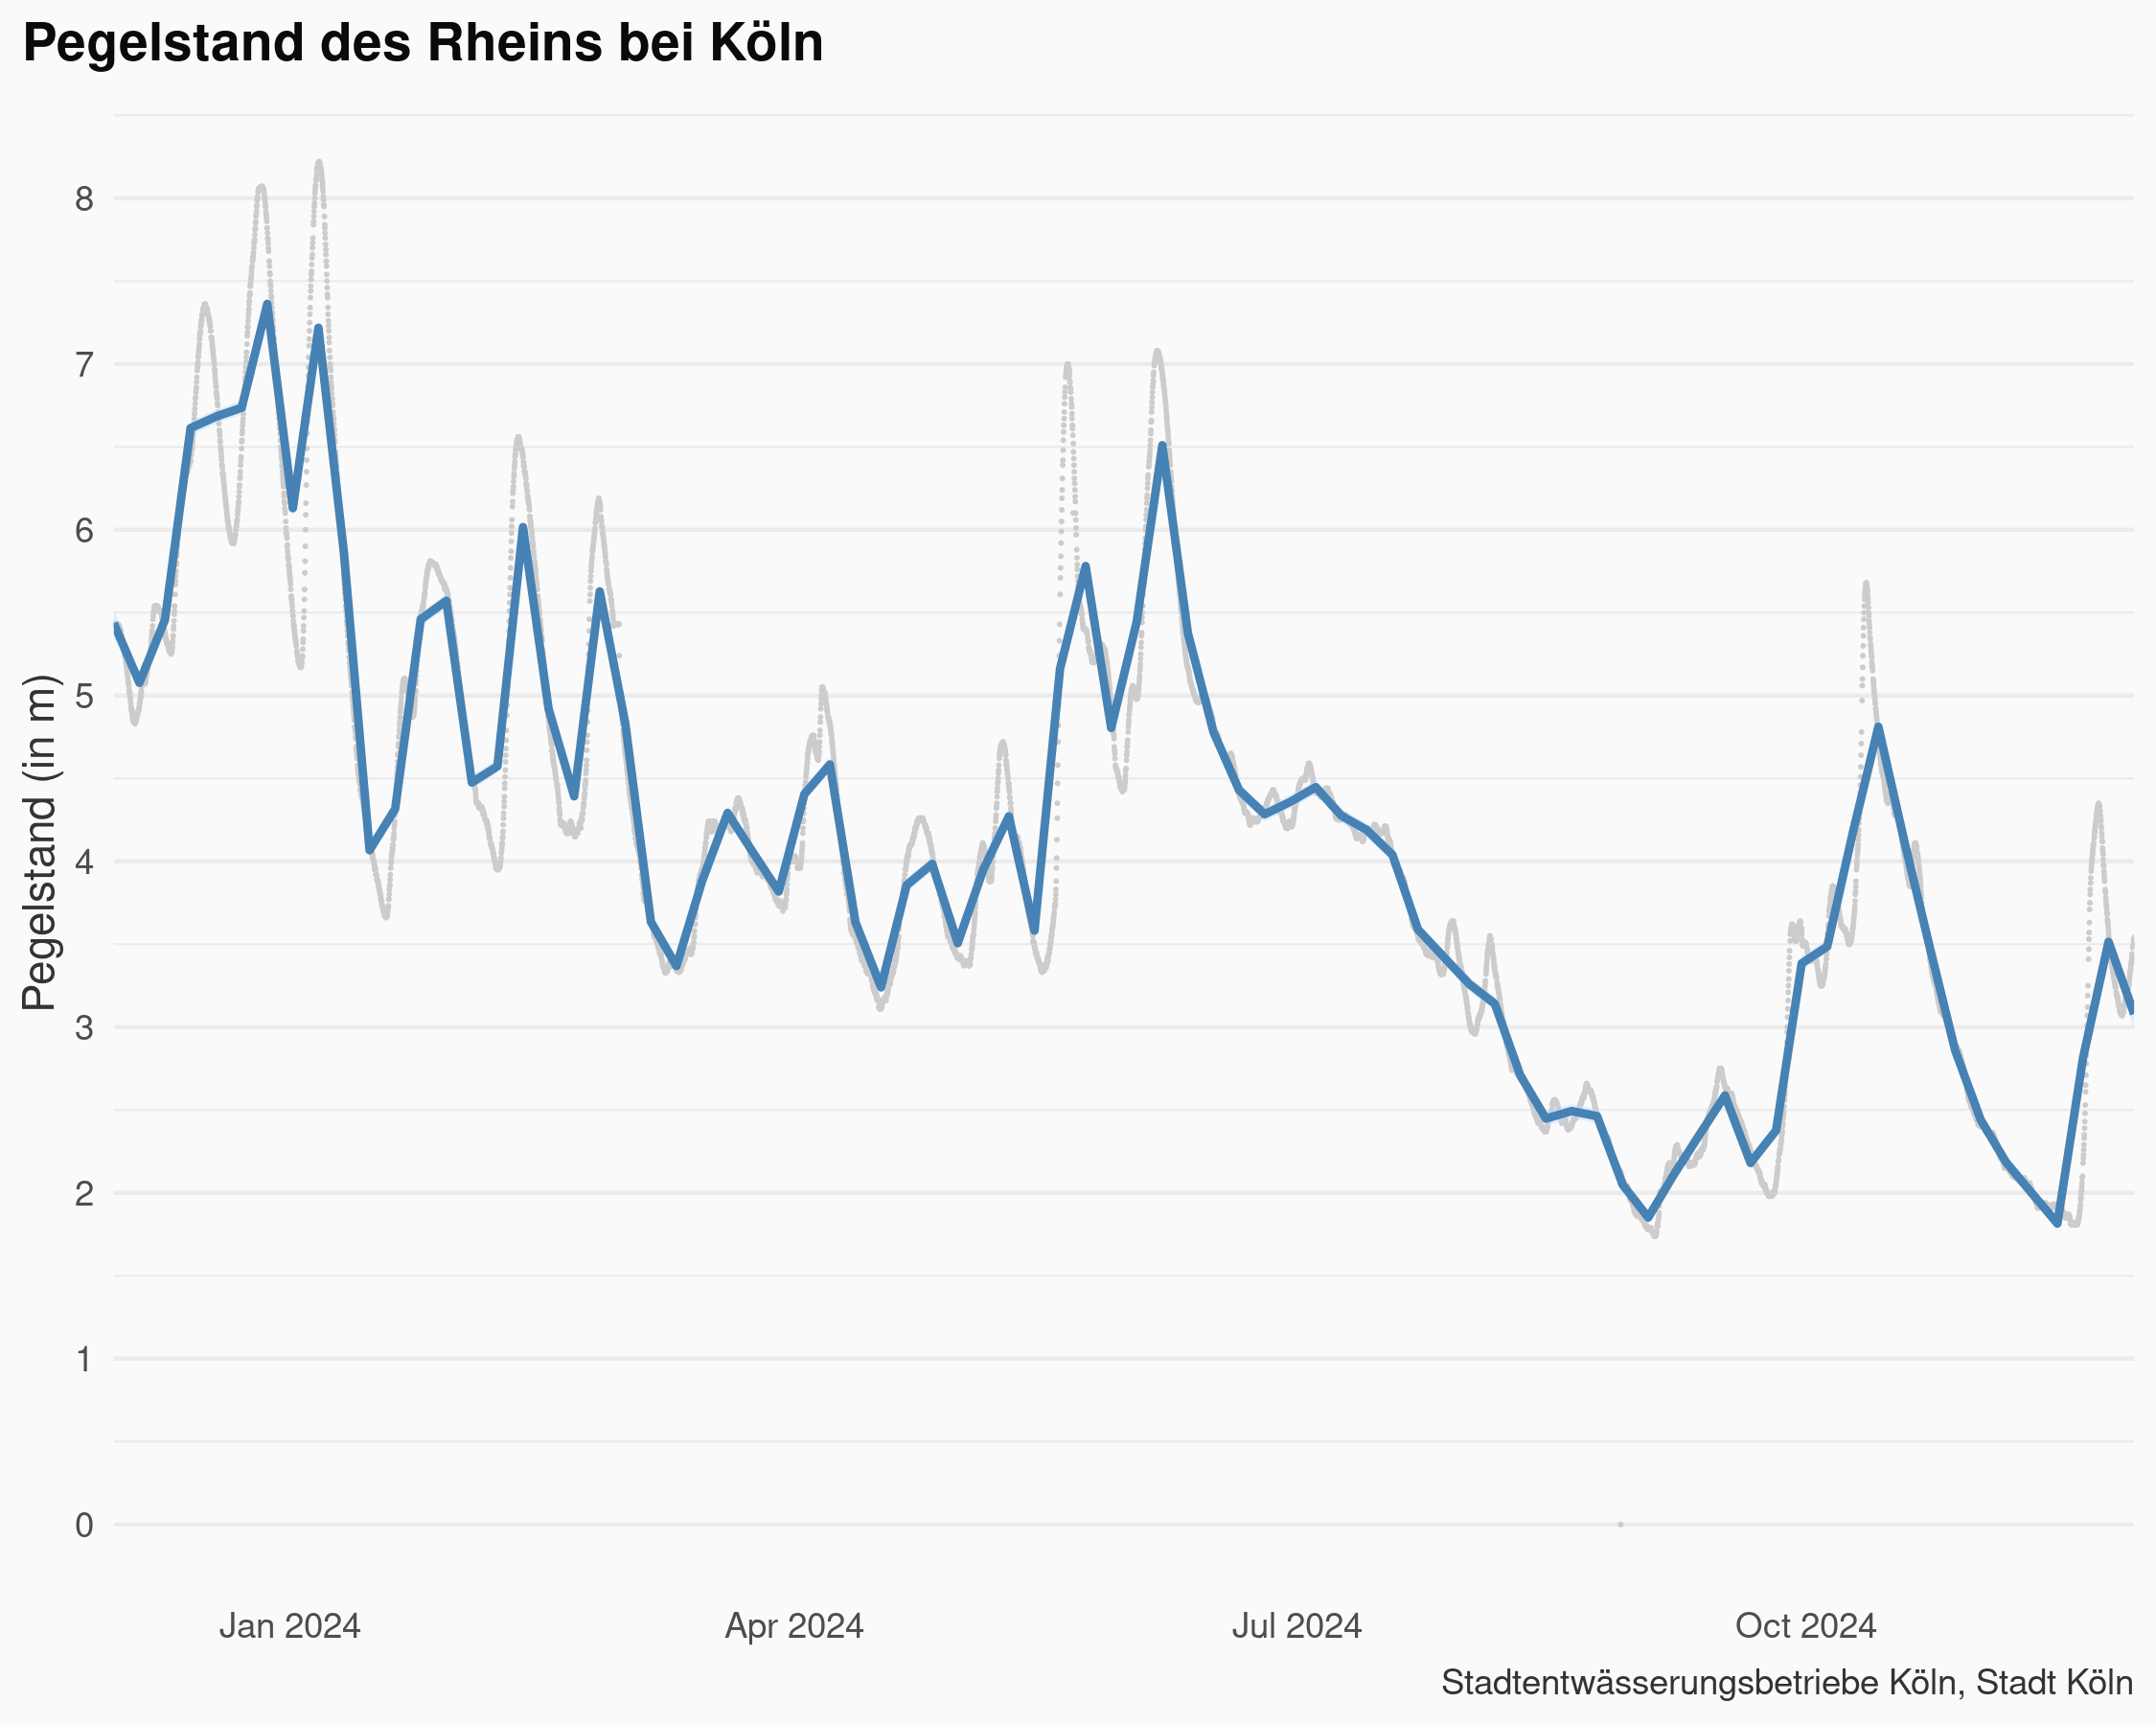 Pegelstand des Rheins bei Köln
Pegelstand (in m)
8
7
6
5
4
3
2
1
0
Jan 2024
Apr 2024
Jul 2024
Oct 2024
Stadtentwässerungsbetriebe Köln, Stadt Köln